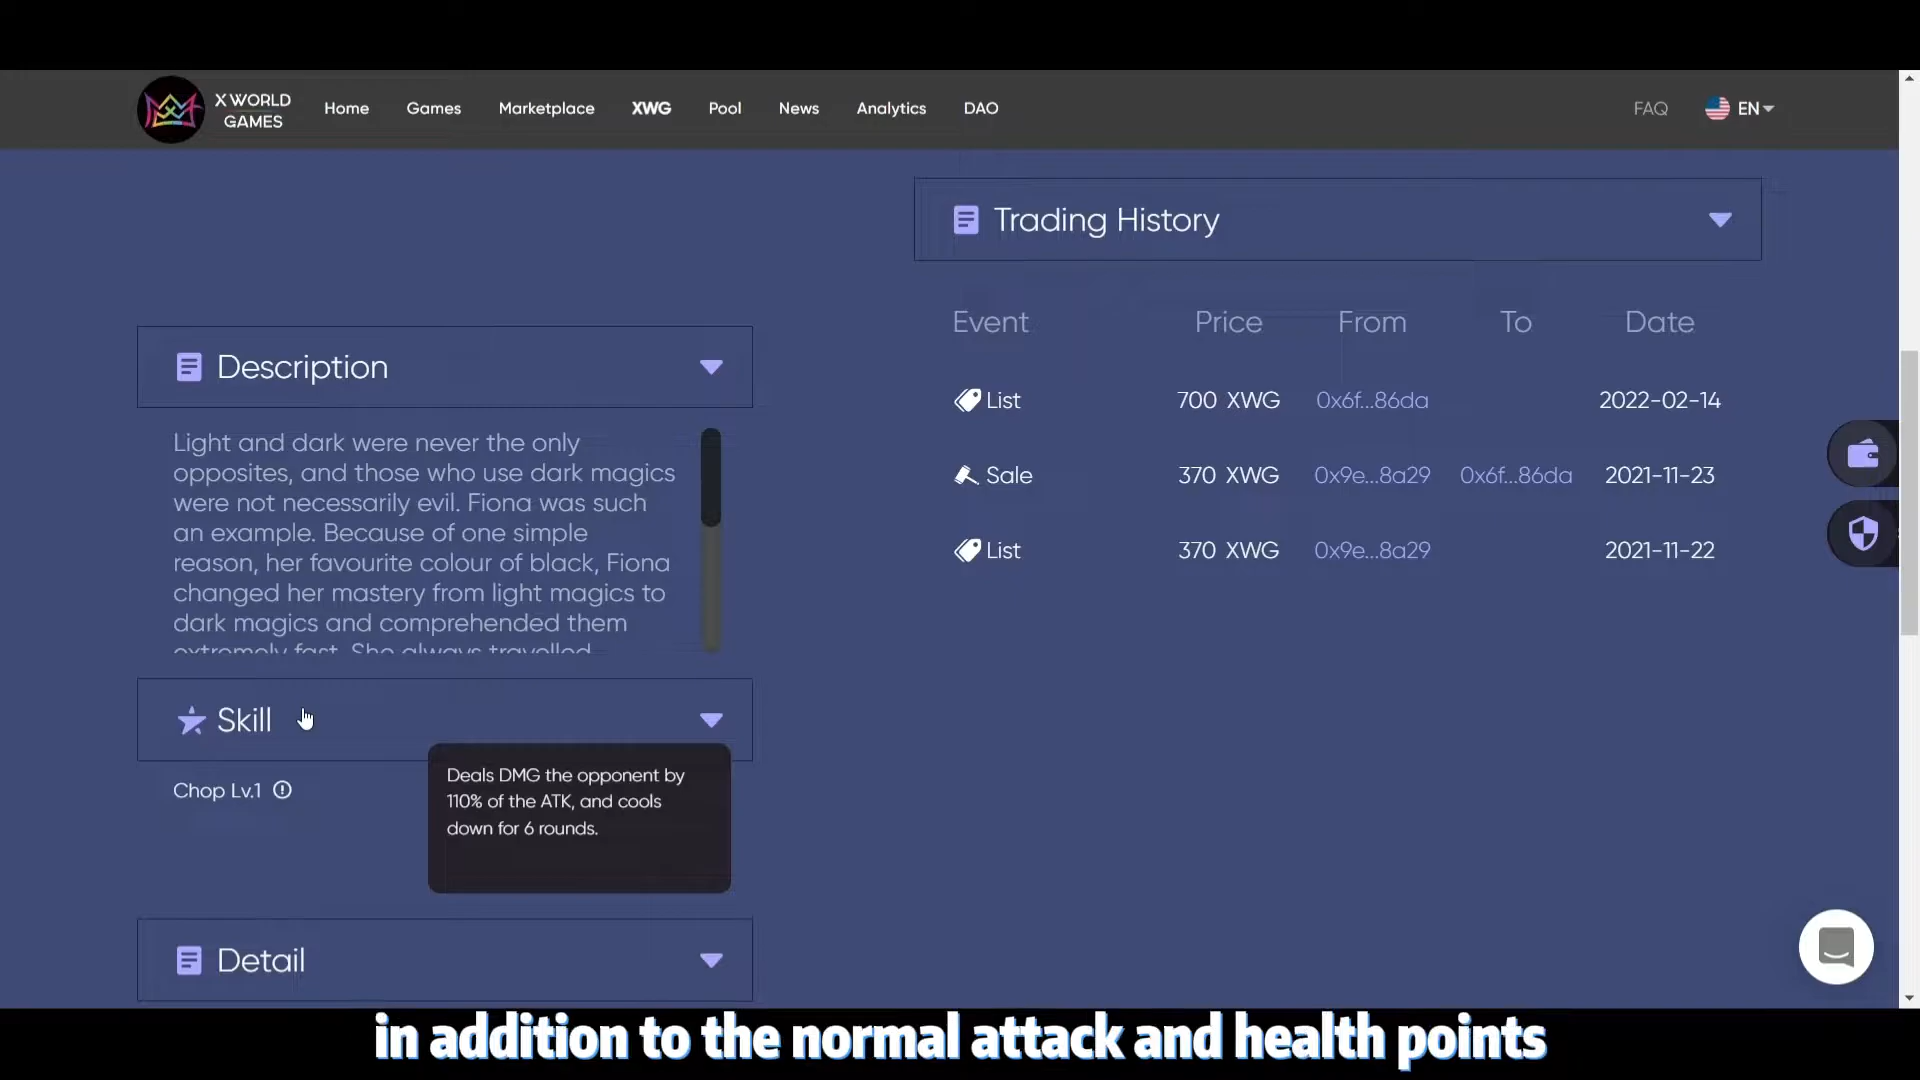 X WORLD
GAMES
Home Games Marketplace XWG Pool News Analytics DAO
FAQ EN
Trading History
Event Price From To Date
List 700 XWG 0x6f...86da 2022-02-14
Sale 370 XWG 0x9e...8a29 0x6f...86da 2021-11-23
List 370 XWG 0x9e...8a29 2021-11-22
Description
Light and dark were never the only
opposites, and those who use dark magics
were not necessarily evil. Fiona was such
an example. Because of one simple
reason, her favourite colour of black, Fiona
changed her mastery from light magics to
dark magics and comprehended them
extremely fast. She always travelled
Skill
Chop Lv.1
Deals DMG the opponent by
110% of the ATK, and cools
down for 6 rounds.
Detail
in addition to the normal attack and health points